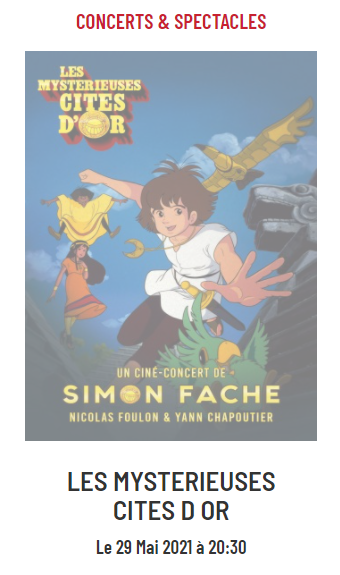 CONCERTS & SPECTACLES
LES
MYSTERIEUSES
CITES
D'OR
UN CINÉ-CONCERT DE
SIMON FACHE
NICOLAS FOULON & YANN CHAPOUTIER
LES MYSTERIEUSES
CITES D OR
Le 29 Mai 2021 à 20:30